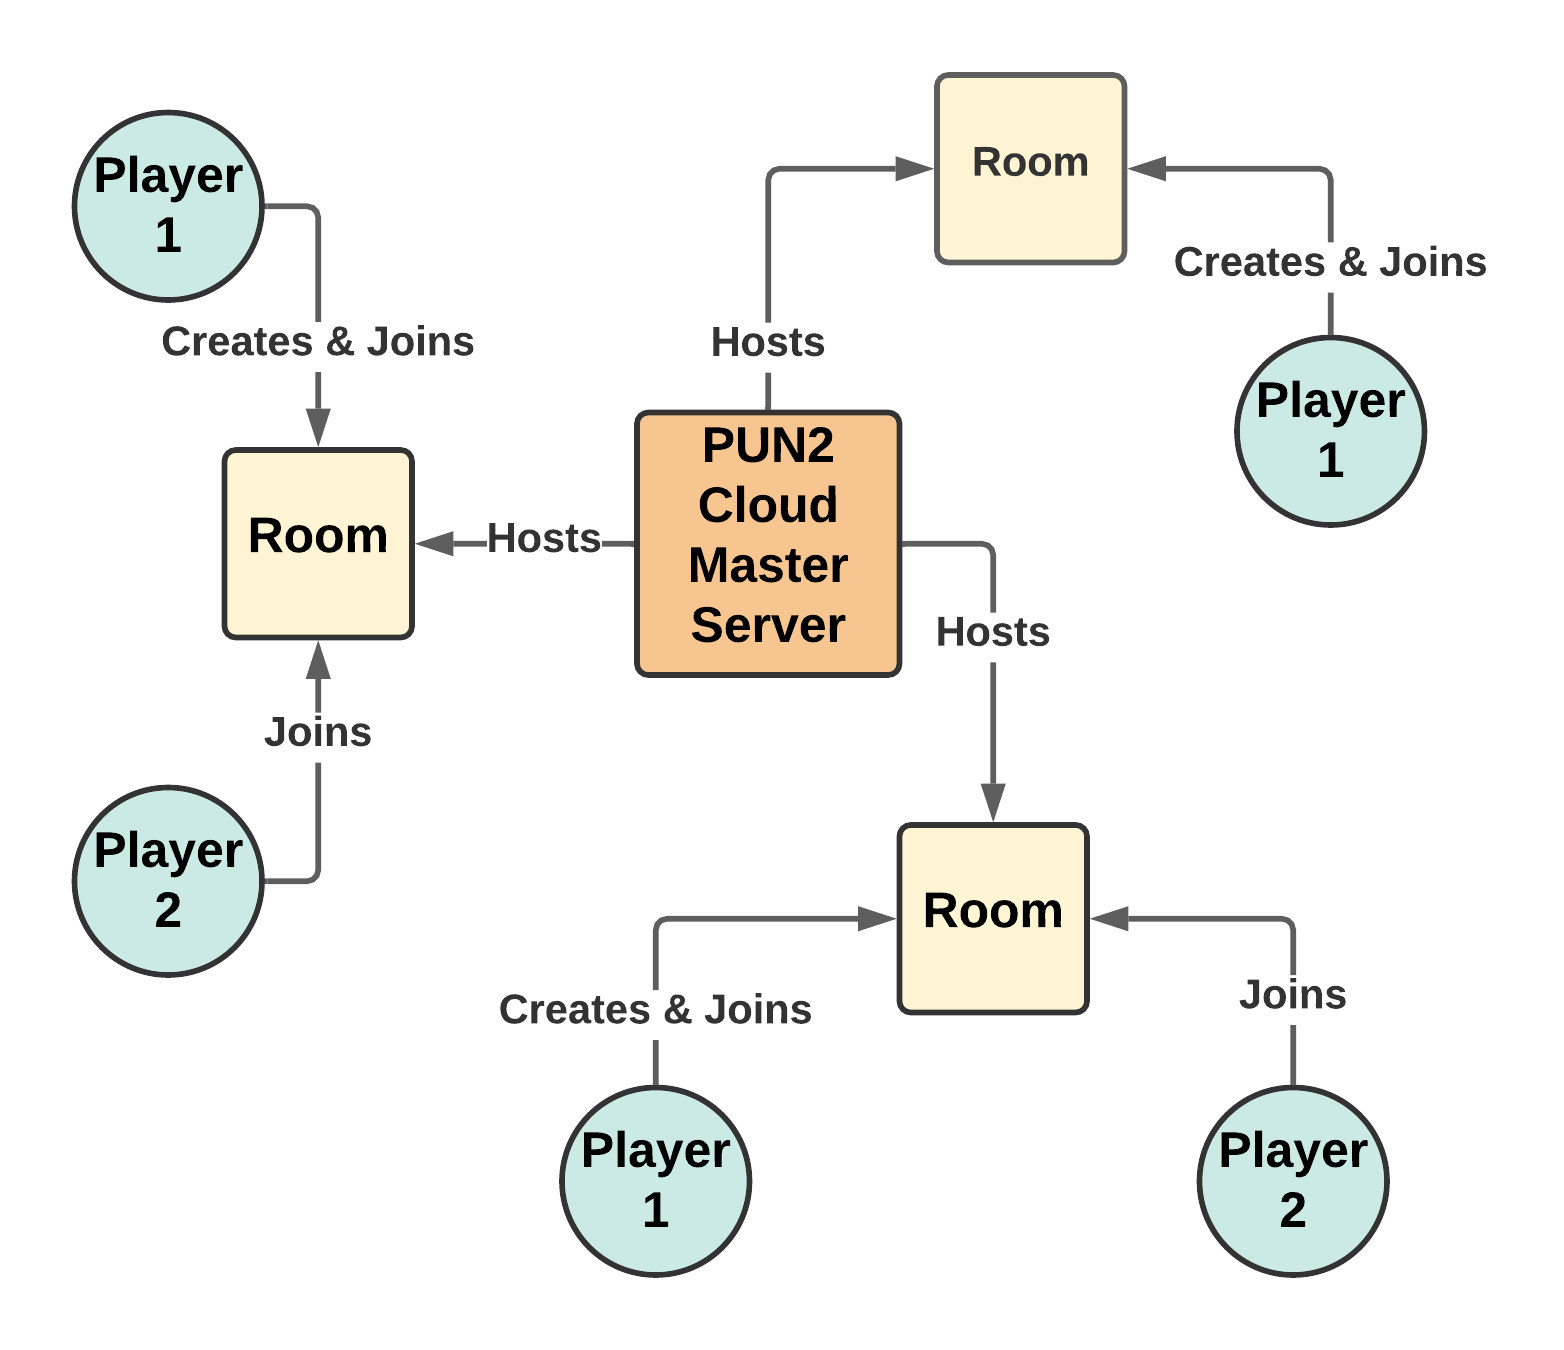 Room
Player
1
Creates & Joins
Creates & Joins
Hosts
Player
1
PUN2
Cloud
Master
Server
Room
Hosts
Hosts
Joins
Player
2
Room
Creates & Joins
Joins
Player
1
Player
2